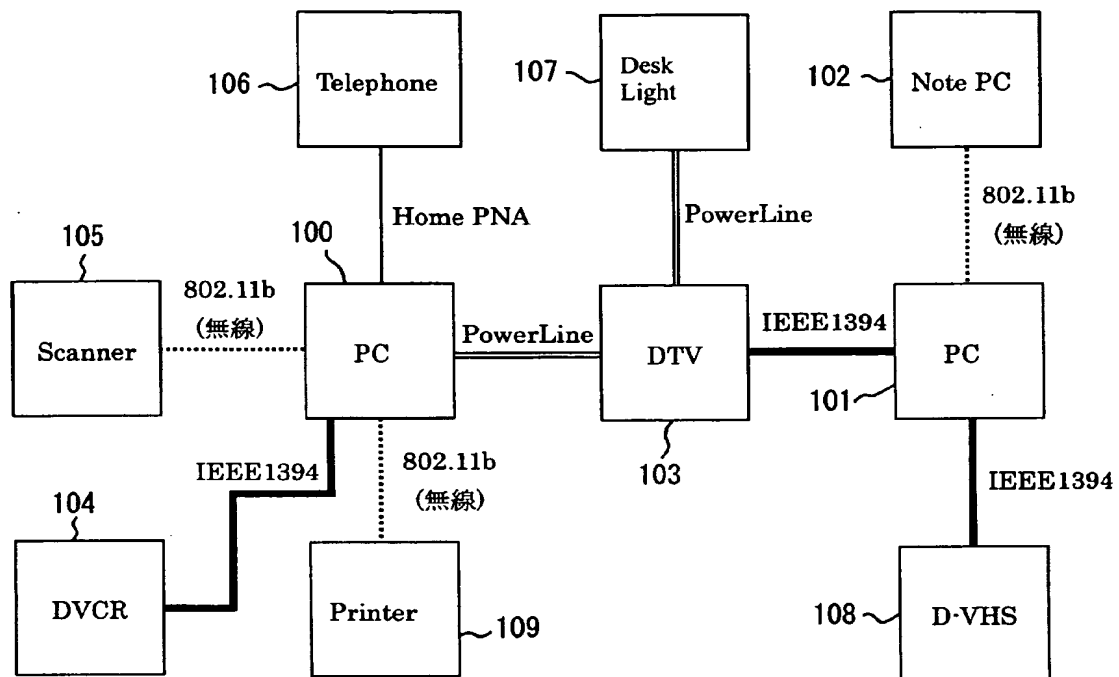 106
Telephone
107
Desk
Light
102
Note PC
Home PNA
PowerLine
802.11b
(無線)
105
Scanner
802.11b
(無線)
100
PC
PowerLine
DTV
103
IEEE1394
PC
101
IEEE1394
802.11b
(無線)
IEEE1394
104
DVCR
Printer
109
108
D-VHS